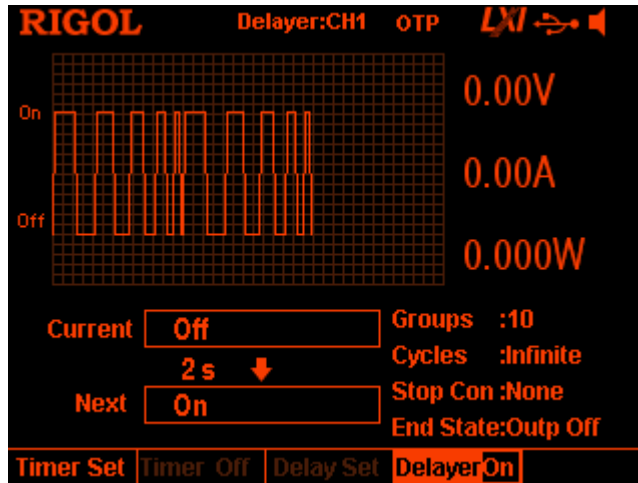 RIGOL Delayer:CH1 OTP LXI
0.00V
On
0.00A
Off
0.000W
Current Off
2 s
Next On
Groups :10
Cycles :Infinite
Stop Con :None
End State:Outp Off
Timer Set Timer Off Delay Set Delayer On